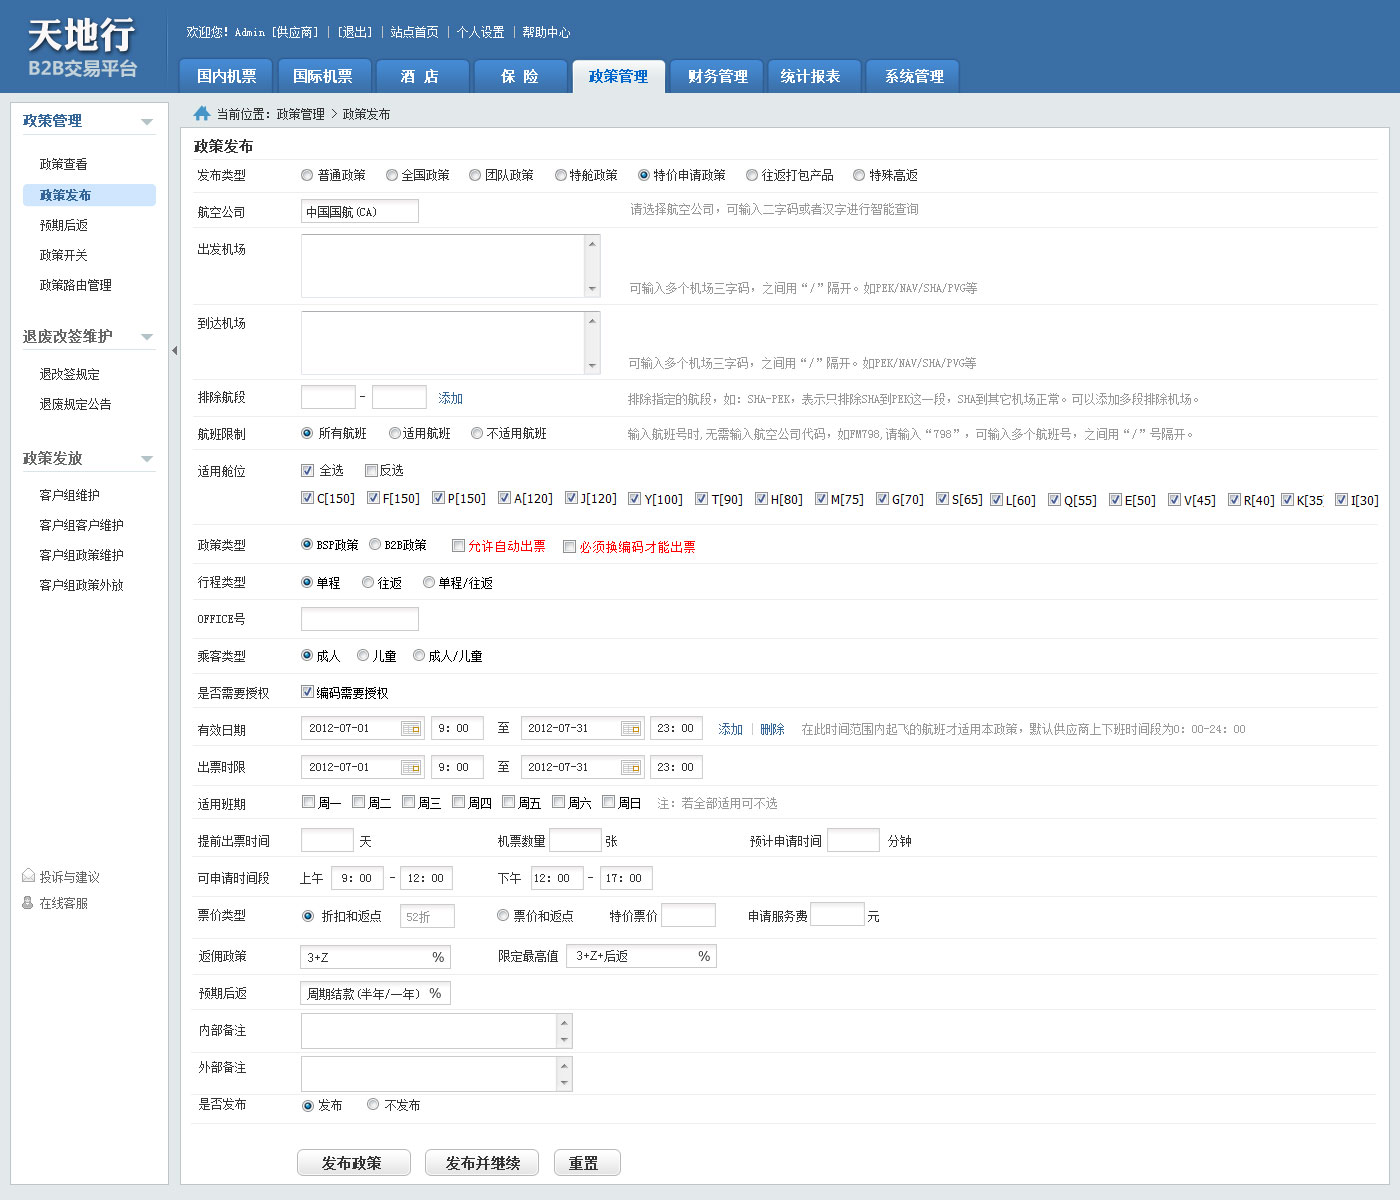 天地行
B2B交易平台
欢迎您！Admin [供应商] | [退出] | 站点首页 | 个人设置 | 帮助中心
国内机票 国际机票 酒 店 保 险 政策管理 财务管理 统计报表 系统管理
政策管理
政策查看
政策发布
预期后返
政策开关
政策路由管理
退废改签维护
退改签规定
退废规定公告
政策发放
客户组维护
客户组客户维护
客户组政策维护
客户组政策外放
投诉与建议
在线客服
当前位置：政策管理 > 政策发布
政策发布
发布类型 普通政策 全国政策 团队政策 特舱政策 特价申请政策 往返打包产品 特殊高返
航空公司 中国国航(CA) 请选择航空公司，可输入二字码或者汉字进行智能查询
出发机场 可输入多个机场三字码，之间用“/”隔开。如PEK/NAV/SHA/PVG等
到达机场 可输入多个机场三字码，之间用“/”隔开。如PEK/NAV/SHA/PVG等
排除航段 - 添加 排除指定的航段，如：SHA-PEK，表示只排除SHA到PEK这一段，SHA到其它机场正常。可以添加多段排除机场。
航班限制 所有航班 适用航班 不适用航班 输入航班号时,无需输入航空公司代码，如FM798,请输入“798”，可输入多个航班号，之间用“/”号隔开。
适用舱位 全选 反选
C[150] F[150] P[150] A[120] J[120] Y[100] T[90] H[80] M[75] G[70] S[65] L[60] Q[55] E[50] V[45] R[40] K[35 I[30]
政策类型 BSP政策 B2B政策 允许自动出票 必须换编码才能出票
行程类型 单程 往返 单程/往返
OFFICE号
乘客类型 成人 儿童 成人/儿童
是否需要授权 编码需要授权
有效日期 2012-07-01 9：00 至 2012-07-31 23：00 添加 | 删除 在此时间范围内起飞的航班才适用本政策，默认供应商上下班时间段为0：00-24：00
出票时限 2012-07-01 9：00 至 2012-07-31 23：00
适用班期 周一 周二 周三 周四 周五 周六 周日 注：若全部适用可不选
提前出票时间 天 机票数量 张 预计申请时间 分钟
可申请时间段 上午 9：00 - 12：00 下午 12：00 - 17：00
票价类型 折扣和返点 52折 票价和返点 特价票价 申请服务费 元
返佣政策 3+Z % 限定最高值 3+Z+后返 %
预期后返 周期结款(半年/一年) %
内部备注
外部备注
是否发布 发布 不发布
发布政策 发布并继续 重置